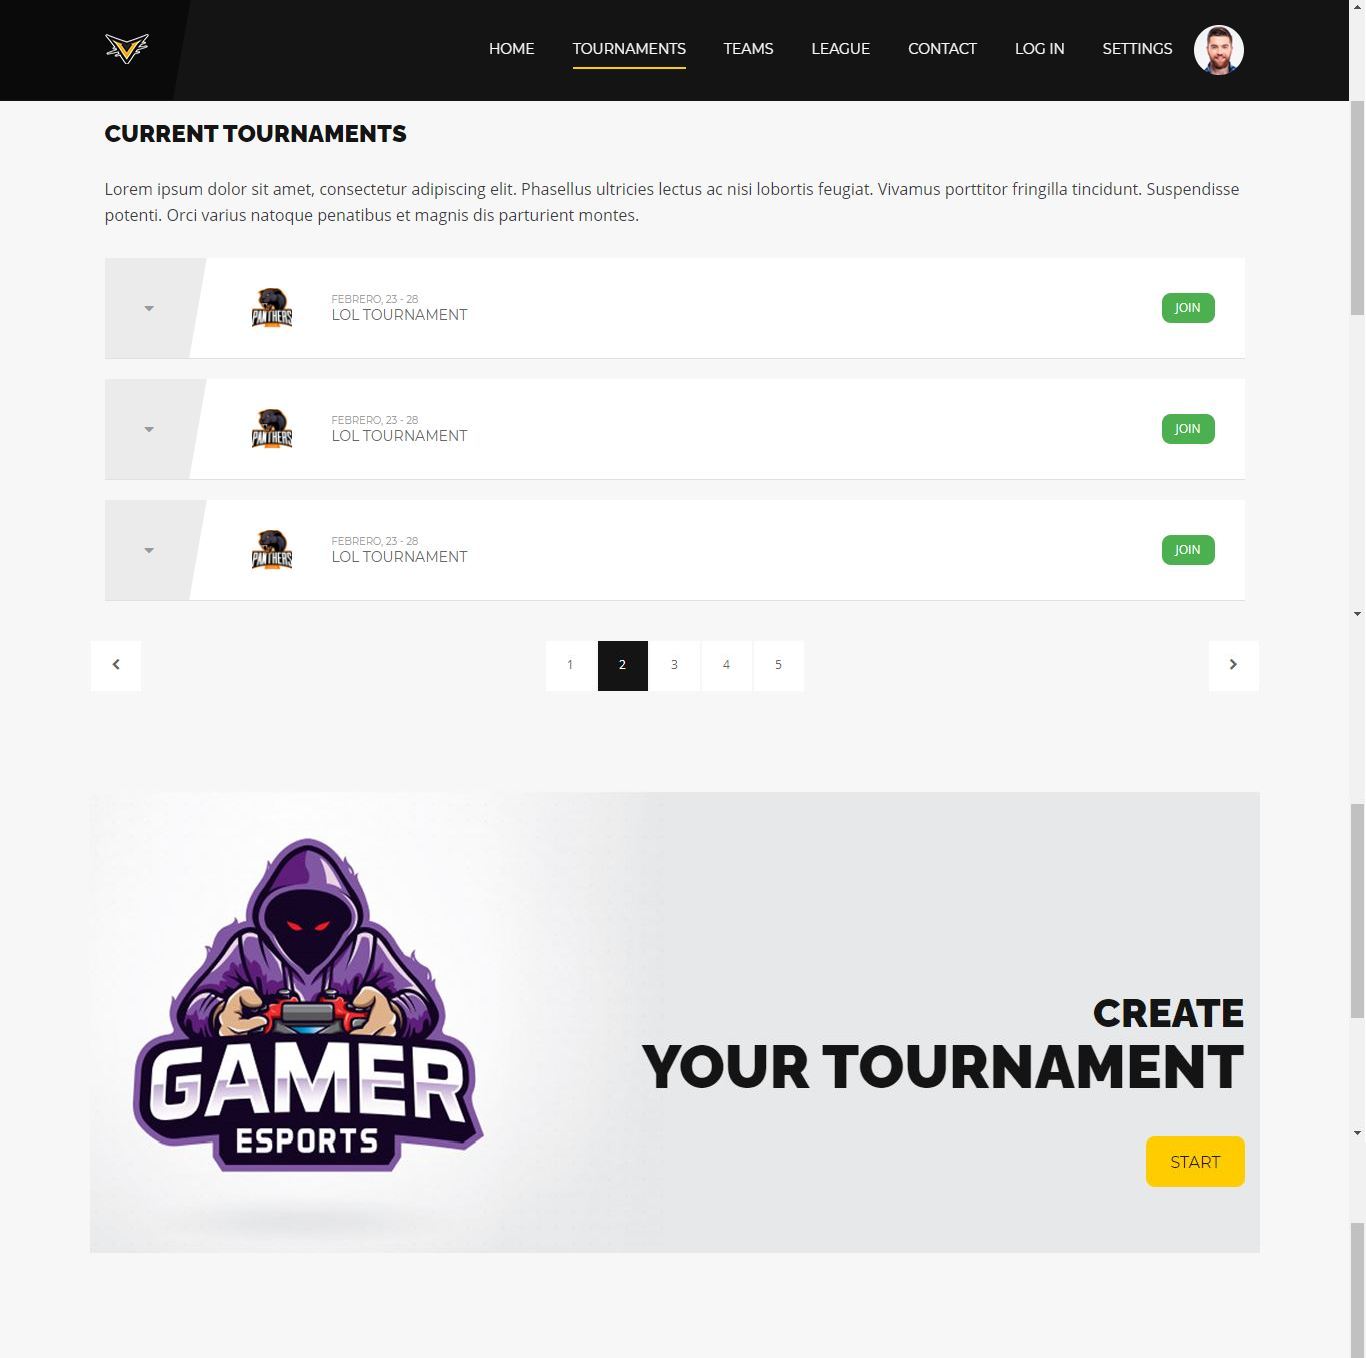 HOME TOURNAMENTS TEAMS LEAGUE CONTACT LOG IN SETTINGS
CURRENT TOURNAMENTS
Lorem ipsum dolor sit amet, consectetur adipiscing elit. Phasellus ultricies lectus ac nisi lobortis feugiat. Vivamus porttitor fringilla tincidunt. Suspendisse
potenti. Orci varius natoque penatibus et magnis dis parturient montes.
PANTHERS
FEBRERO, 23 - 28
LOL TOURNAMENT
JOIN
PANTHERS
FEBRERO, 23 - 28
LOL TOURNAMENT
JOIN
PANTHERS
FEBRERO, 23 - 28
LOL TOURNAMENT
JOIN
1 2 3 4 5
GAMER
ESPORTS
CREATE
YOUR TOURNAMENT
START